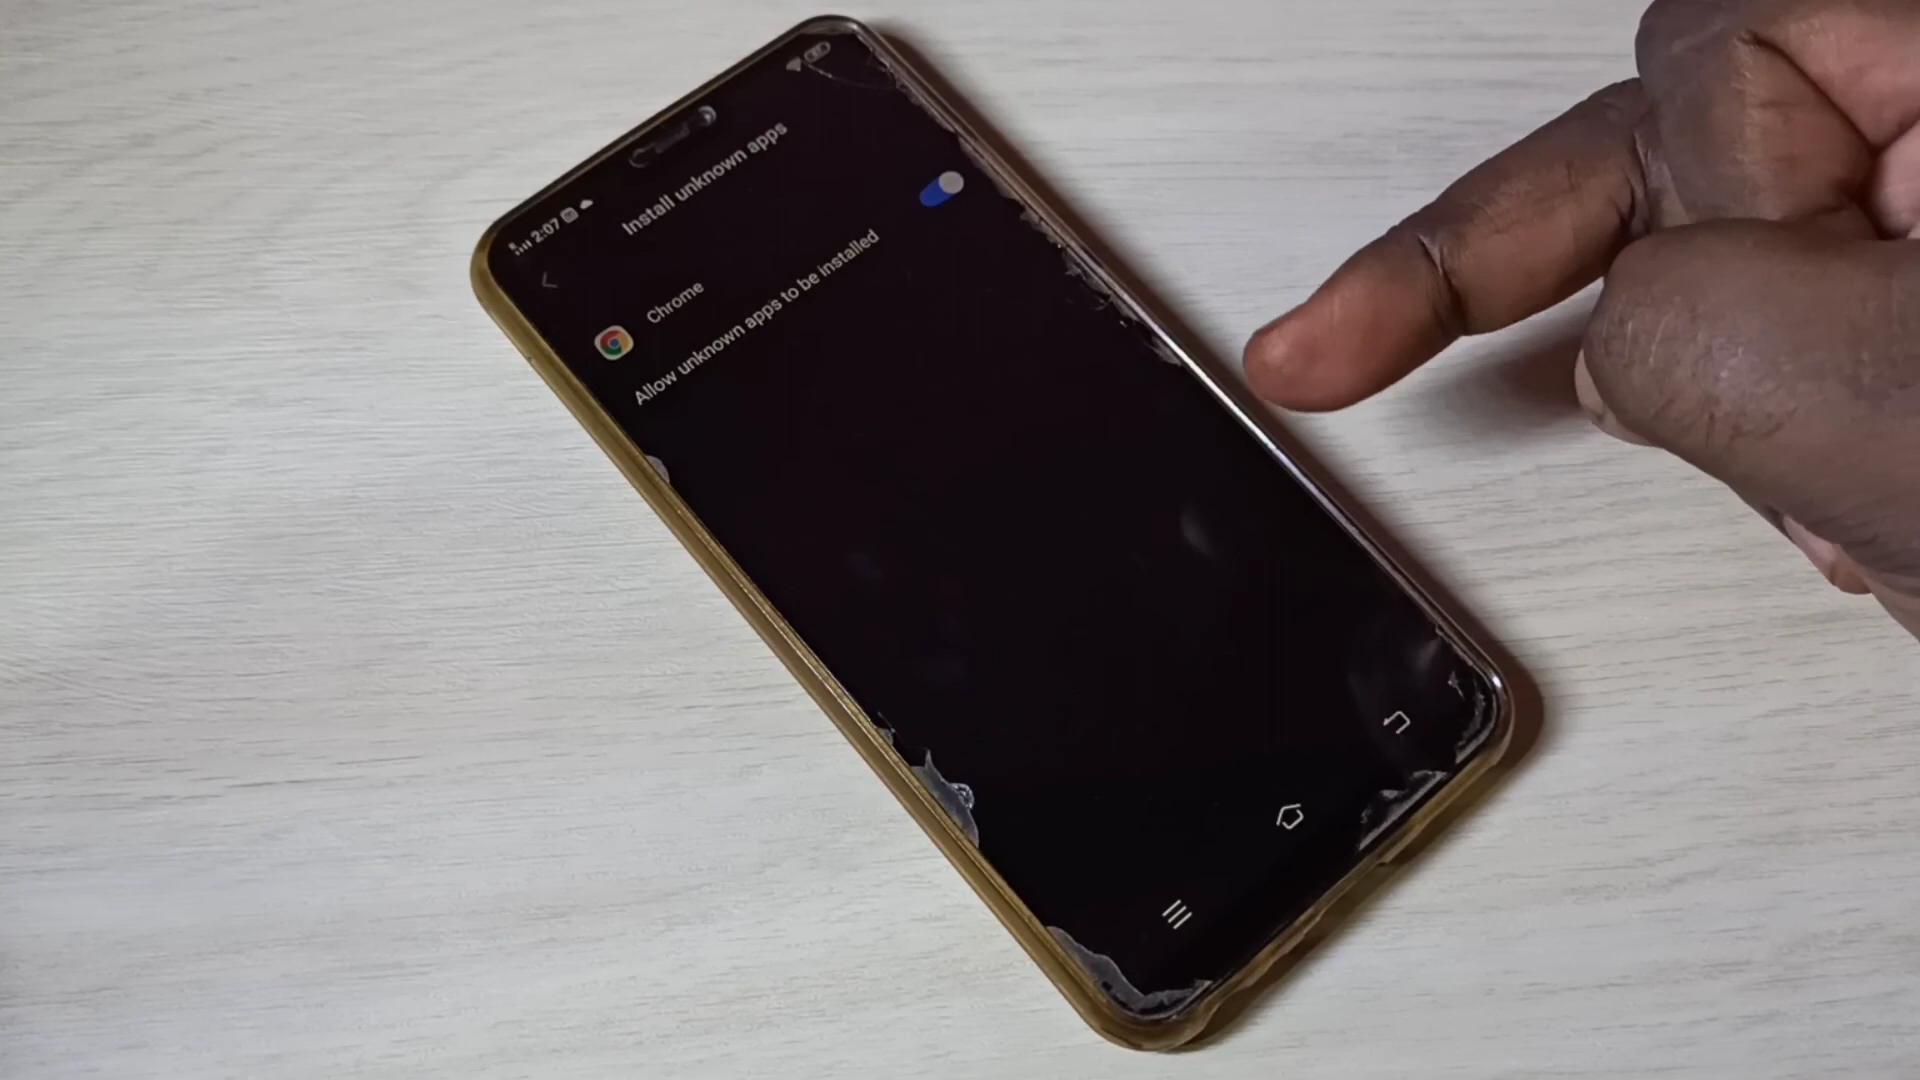 2:07
Install unknown apps
Chrome
Allow unknown apps to be installed